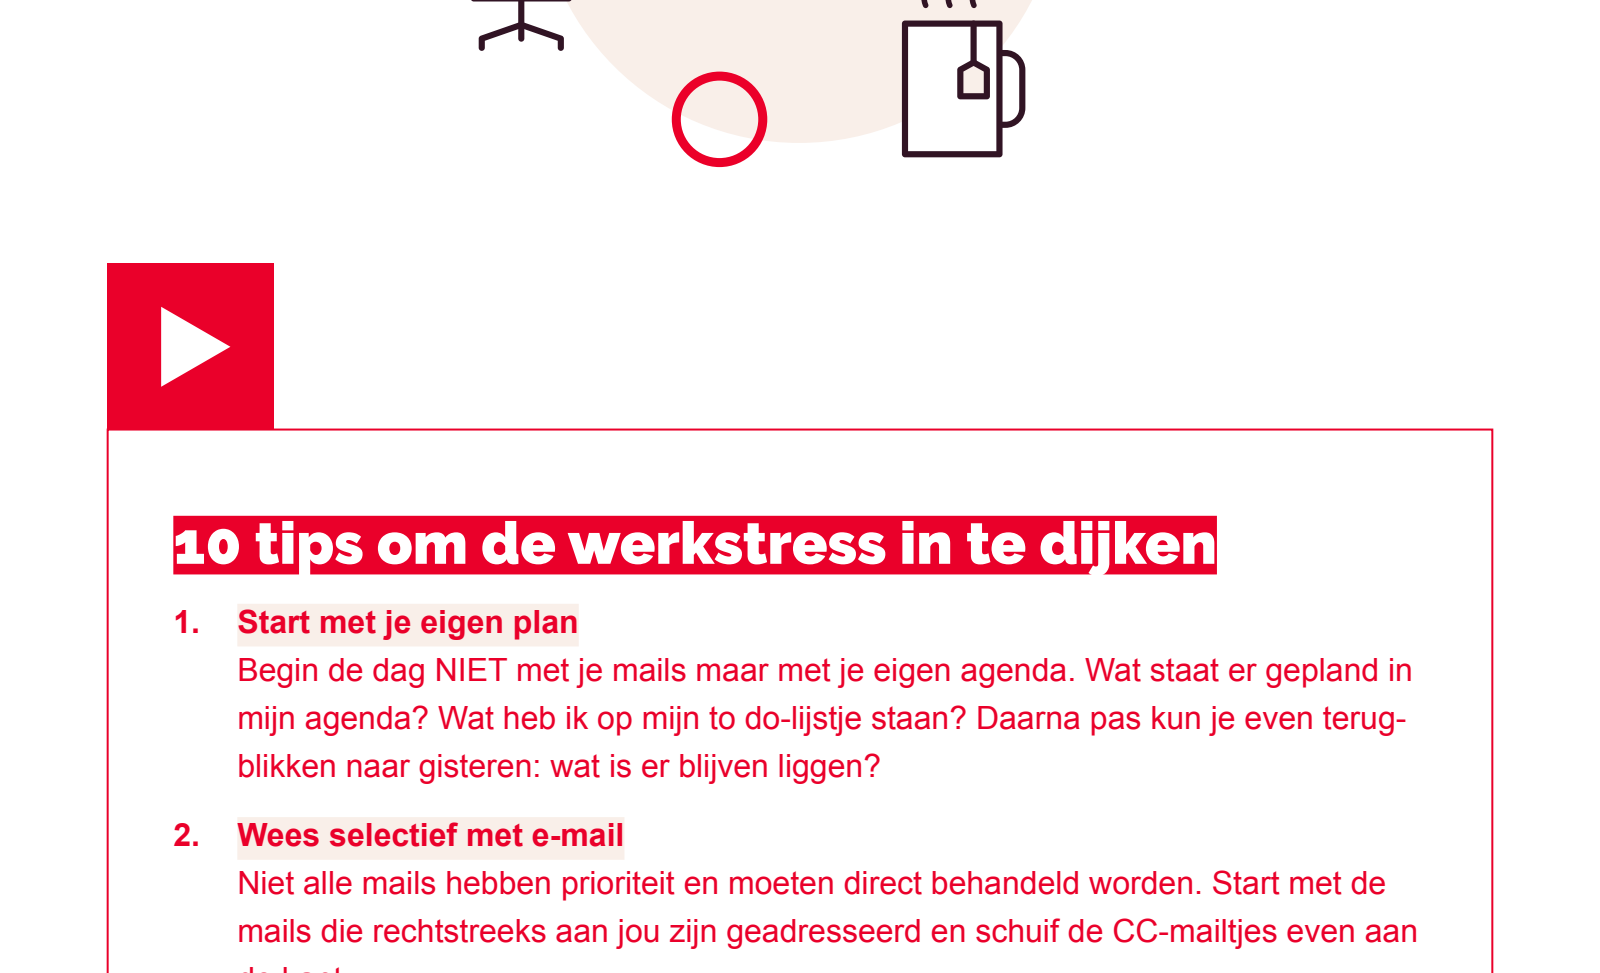 10 tips om de werkstress in te dijken
1. Start met je eigen plan
Begin de dag NIET met je mails maar met je eigen agenda. Wat staat er gepland in
mijn agenda? Wat heb ik op mijn to do-lijstje staan? Daarna pas kun je even terug-
blikken naar gisteren: wat is er blijven liggen?
2. Wees selectief met e-mail
Niet alle mails hebben prioriteit en moeten direct behandeld worden. Start met de
mails die rechtstreeks aan jou zijn geadresseerd en schuif de CC-mailtjes even aan